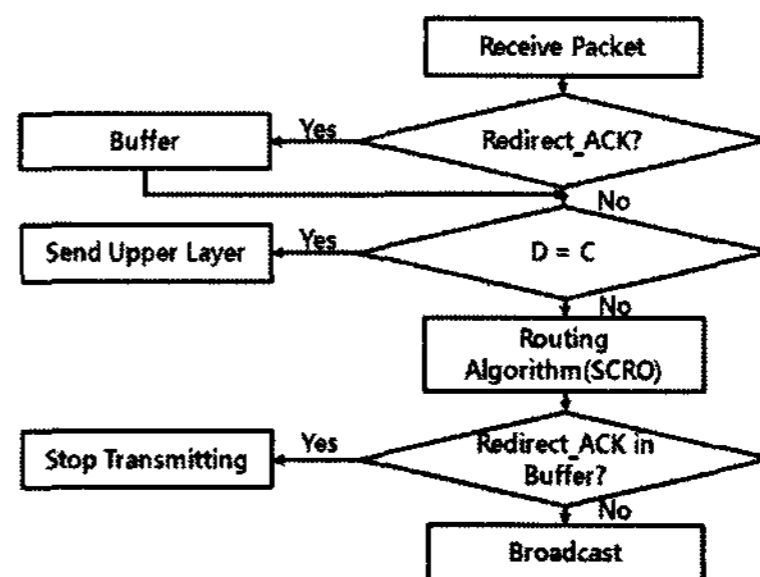 Receive Packet
Redirect_ACK?
Yes
Buffer
No
D = C
Yes
Send Upper Layer
No
Routing
Algorithm(SCRO)
Redirect_ACK in
Buffer?
Yes
Stop Transmitting
No
Broadcast